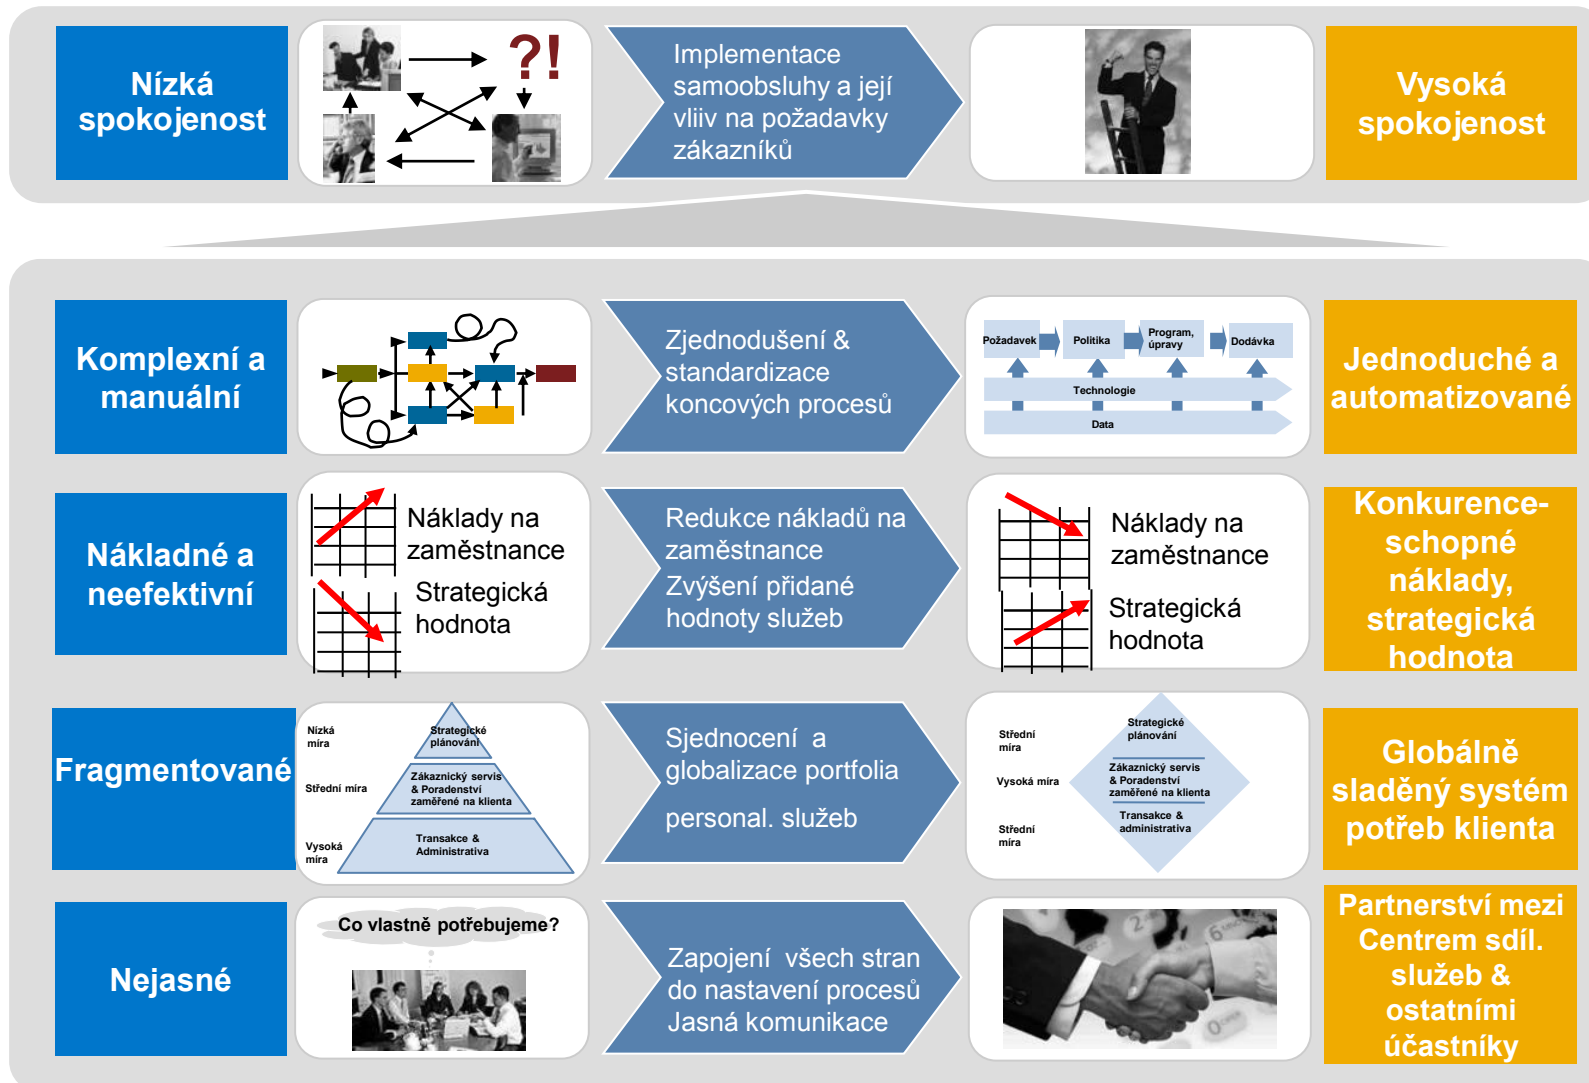 Nízká
spokojenost
?!
Implementace
samoobsluhy a její
vliiv na požadavky
zákazníků
Vysoká
spokojenost
Komplexní a
manuální
Zjednodušení &
standardizace
koncových procesů
Požadavek
Politika
Program,
úpravy
Dodávka
Technologie
Data
Jednoduché a
automatizované
Nákladné a
neefektivní
Náklady na
zaměstnance
Strategická
hodnota
Redukce nákladů na
zaměstnance
Zvýšení přidané
hodnoty služeb
Náklady na
zaměstnance
Strategická
hodnota
Konkurence-
schopné
náklady,
strategická
hodnota
Fragmentované
Nízká
míra
Strategické
plánování
Střední míra
Zákaznický servis
& Poradenství
zaměřené na klienta
Vysoká
míra
Transakce &
Administrativa
Sjednocení a
globalizace portfolia
personal. služeb
Střední
míra
Strategické
plánování
Vysoká míra
Zákaznický servis
& Poradenství
zaměřené na klienta
Střední
míra
Transakce &
administrativa
Globálně
sladěný systém
potřeb klienta
Nejasné
Co vlastně potřebujeme?
Zapojení všech stran
do nastavení procesů
Jasná komunikace
Partnerství mezi
Centrem sdíl.
služeb &
ostatními
účastníky